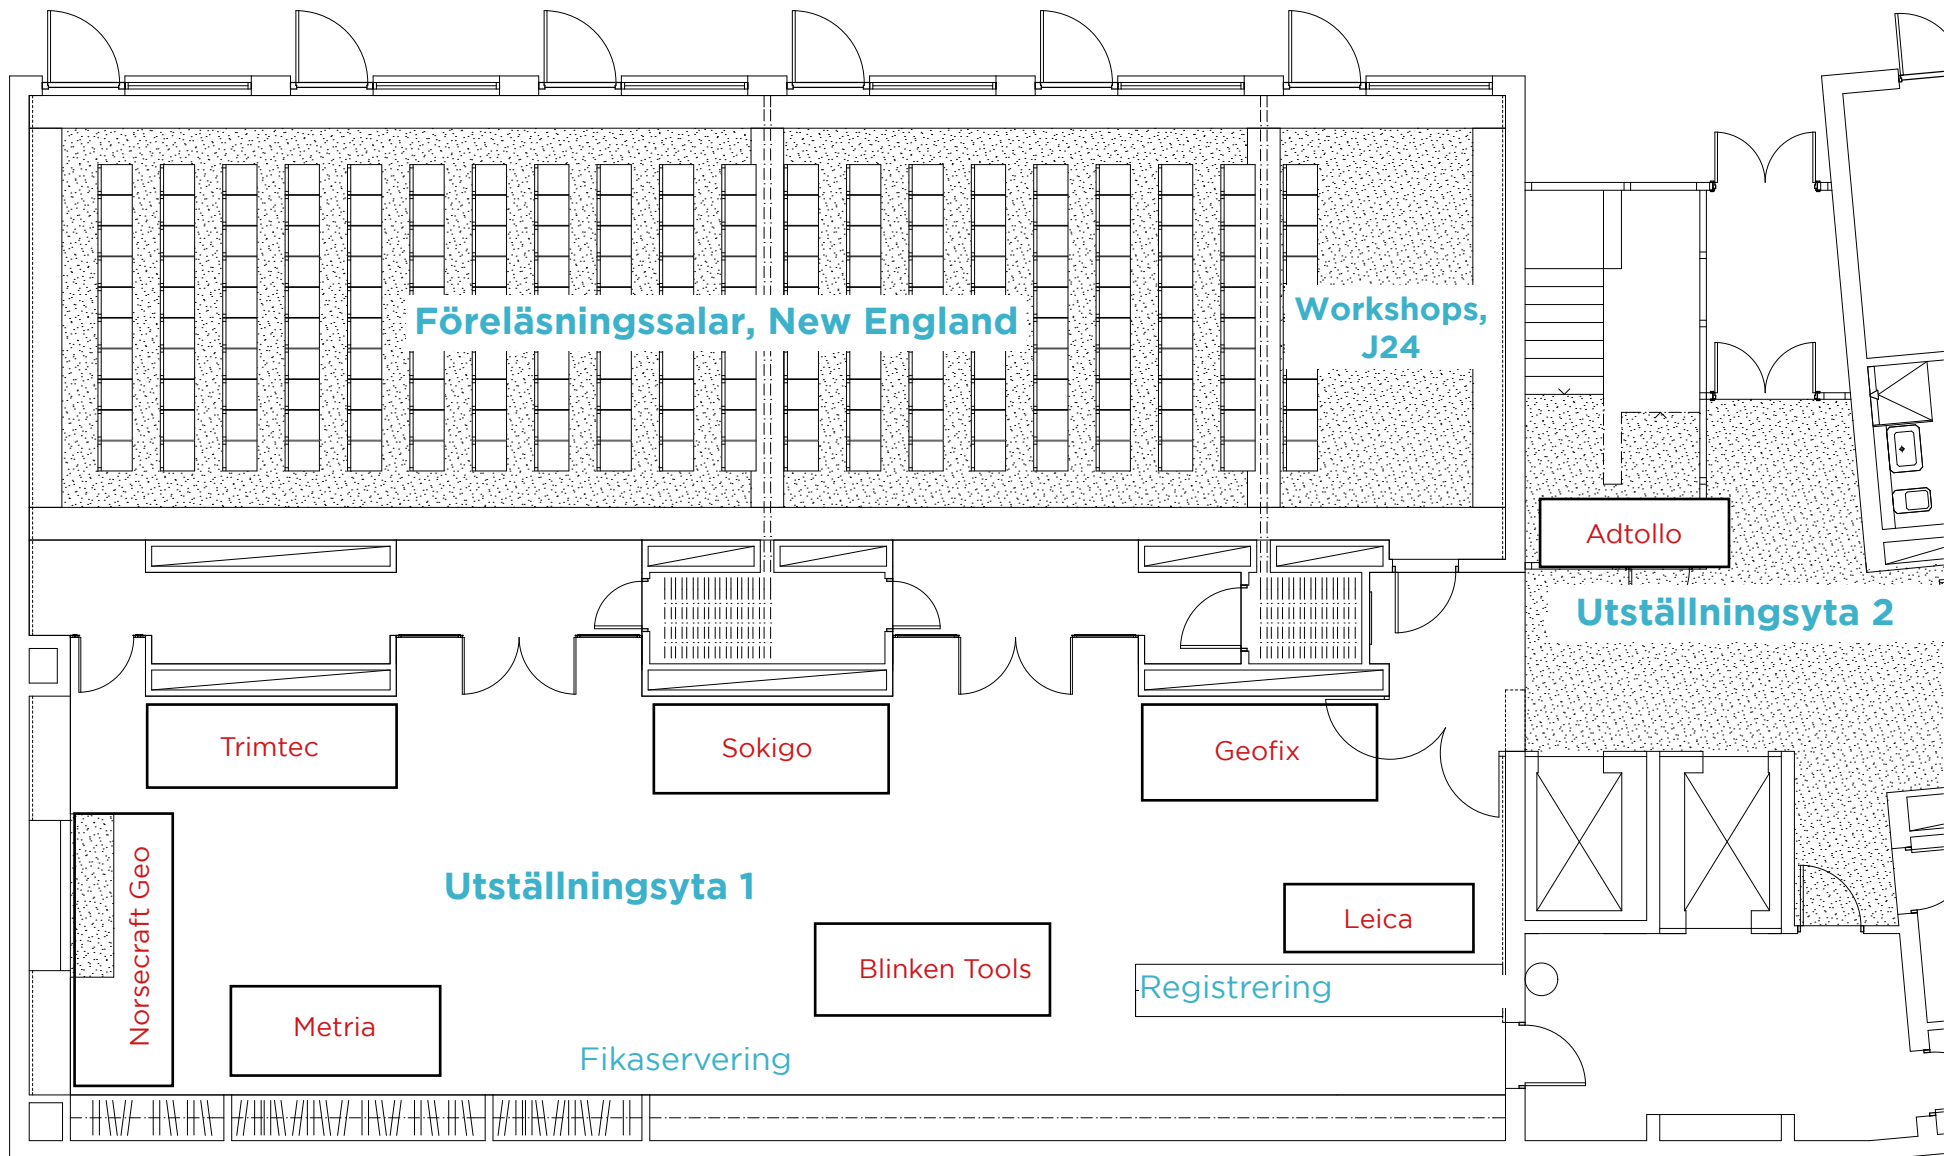 Föreläsningssalar, New England
Workshops,
J24
Adtollo
Utställningsyta 2
Trimtec
Sokigo
Geofix
Norsecraft Geo
Utställningsyta 1
Leica
Blinken Tools
Registrering
Metria
Fikaservering